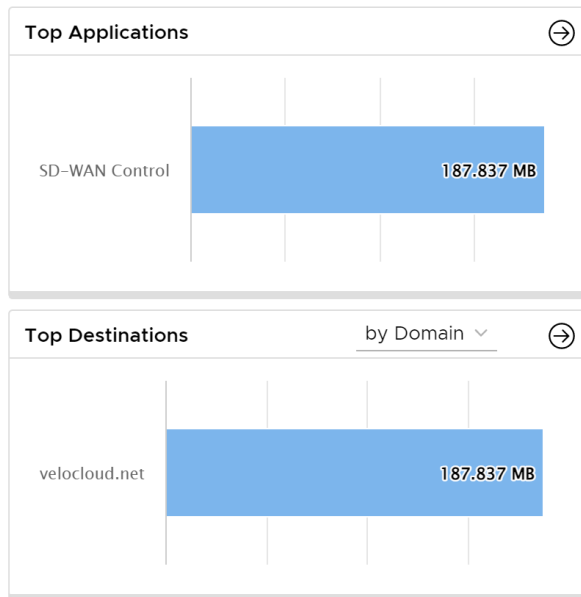 Top Applications
SD-WAN Control
187.837 MB
Top Destinations
by Domain
velocloud.net
187.837 MB